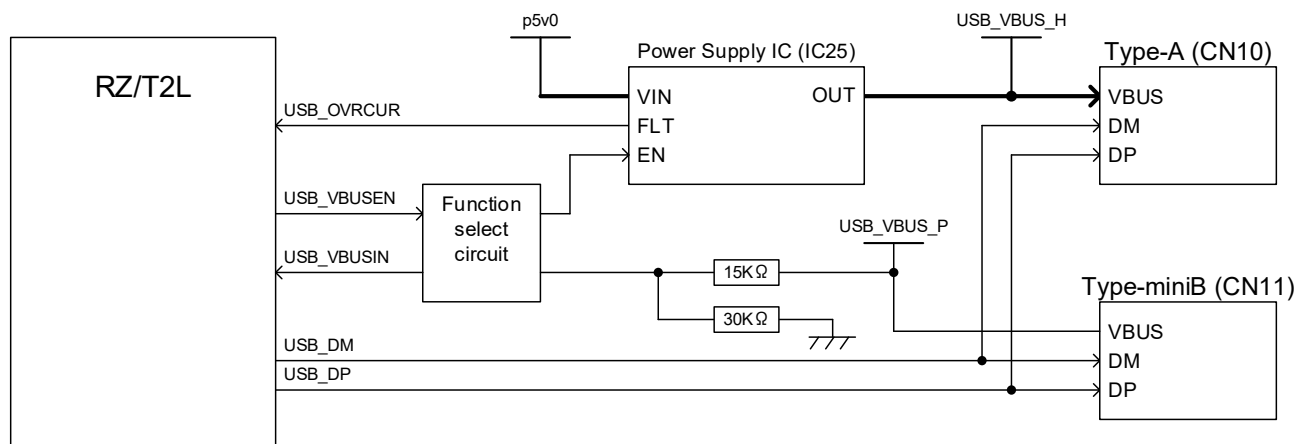 p5v0
USB_VBUS_H
Power Supply IC (IC25)
Type-A (CN10)
RZ/T2L
VIN
OUT
VBUS
USB_OVRCUR
FLT
DM
EN
DP
USB_VBUSEN
Function
select
circuit
USB_VBUS_P
USB_VBUSIN
15KΩ
Type-miniB (CN11)
30KΩ
VBUS
USB_DM
DM
USB_DP
DP